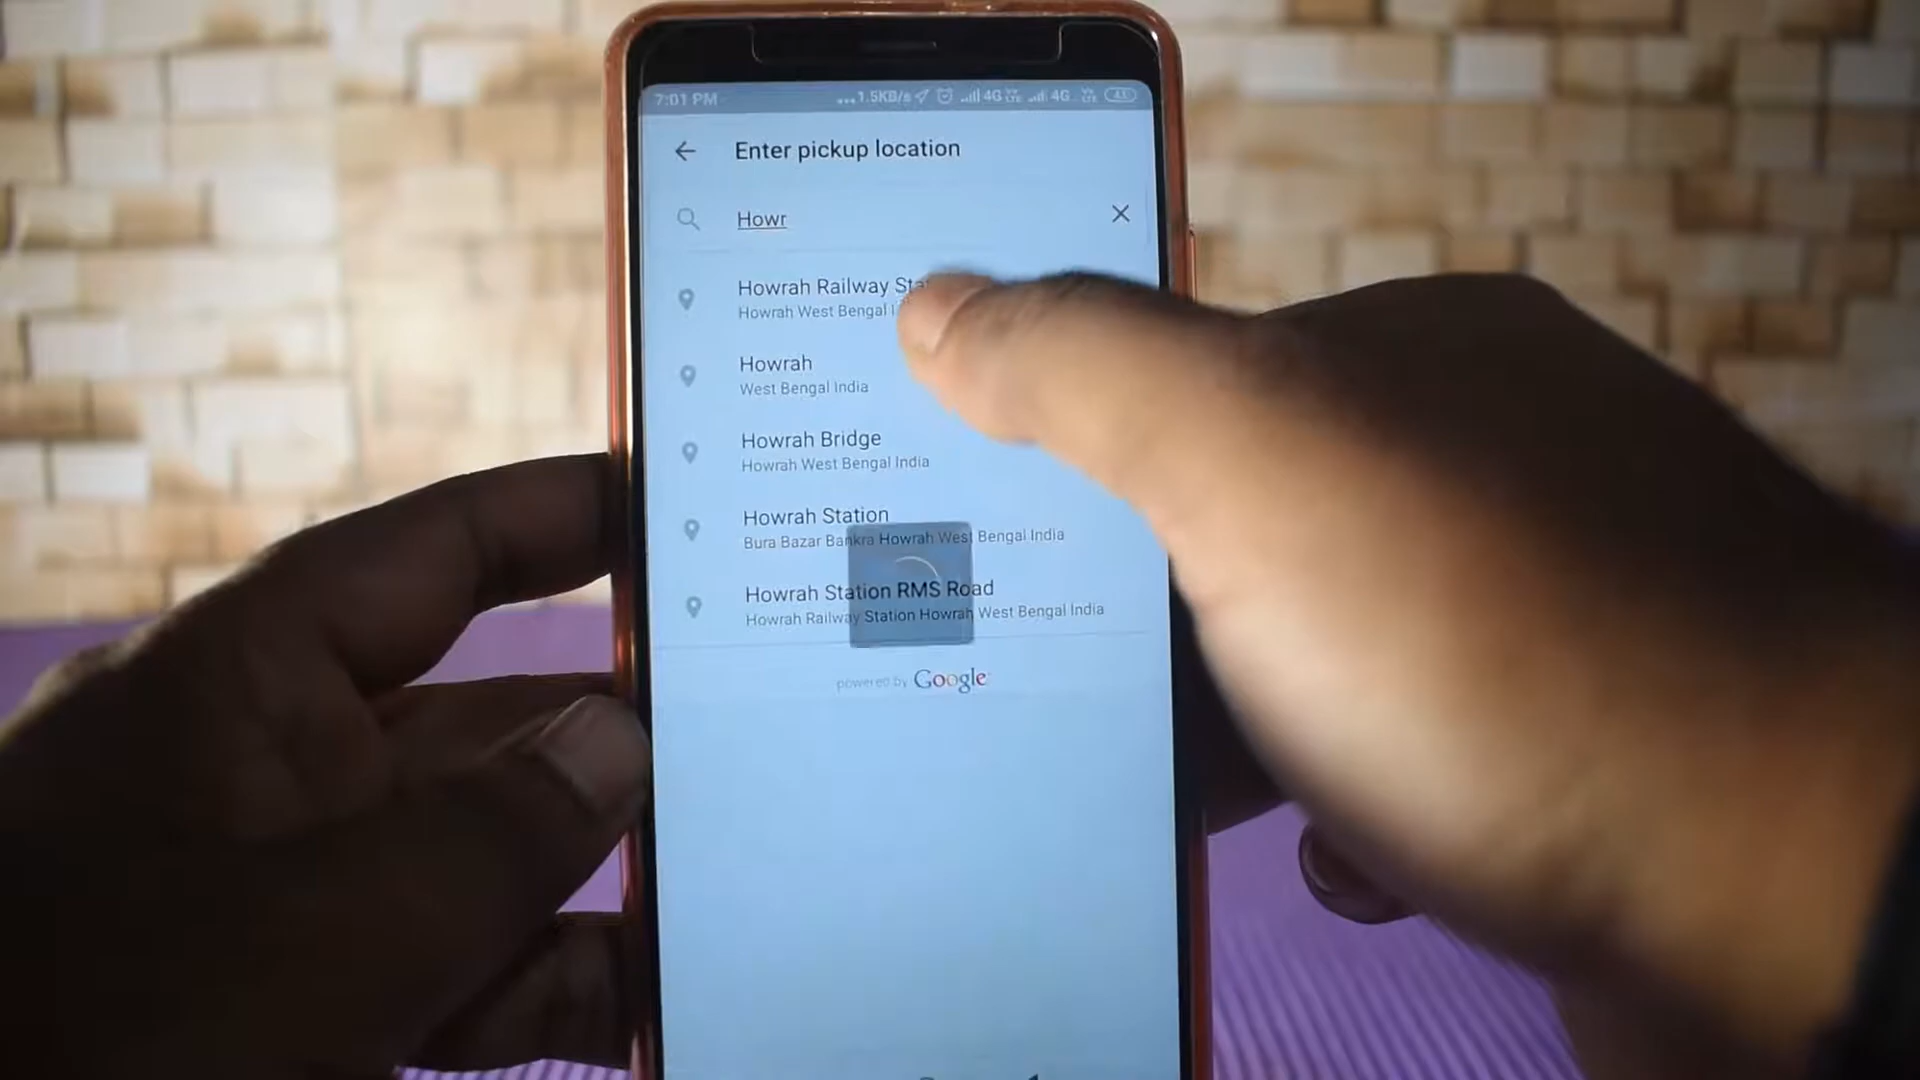 7:01 PM
...1.5KB/s 4G 4G 43
Enter pickup location
Howr
Howrah Railway
Howrah West Bengal
Howrah
West Bengal India
Howrah Bridge
Howrah West Bengal India
Howrah Station
Bura Bazar Bankra Howrah West Bengal India
Howrah Station RMS Road
Howrah Railway Station Howrah West Bengal India
powered by Google